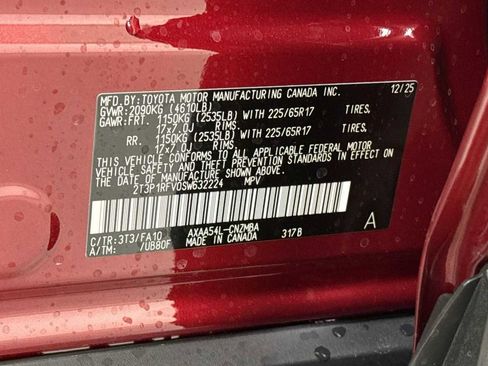 MFD. BY: TOYOTA MOTOR MANUFACTURING CANADA INC. 12/25
GVWR: 2090KG (4610LB)
GAWR: FRT. 1150KG (2535LB) WITH 225/65R17 TIRES,
17x7.0J RIMS.
RR. 1150KG (2535LB) WITH 225/65R17 TIRES,
17x7.0J RIMS.
THIS VEHICLE CONFORMS TO ALL APPLICABLE FEDERAL MOTOR
VEHICLE SAFETY AND THEFT PREVENTION STANDARDS IN EFFECT
ON THE DATE OF MANUFACTURE SHOWN ABOVE.
2T3P1RFV0SW632224 MPV
A
C/TR: 3T3/FA10 AXAA54L-CNZMBA 317B
A/TM: /UB80F MADE IN CANADA